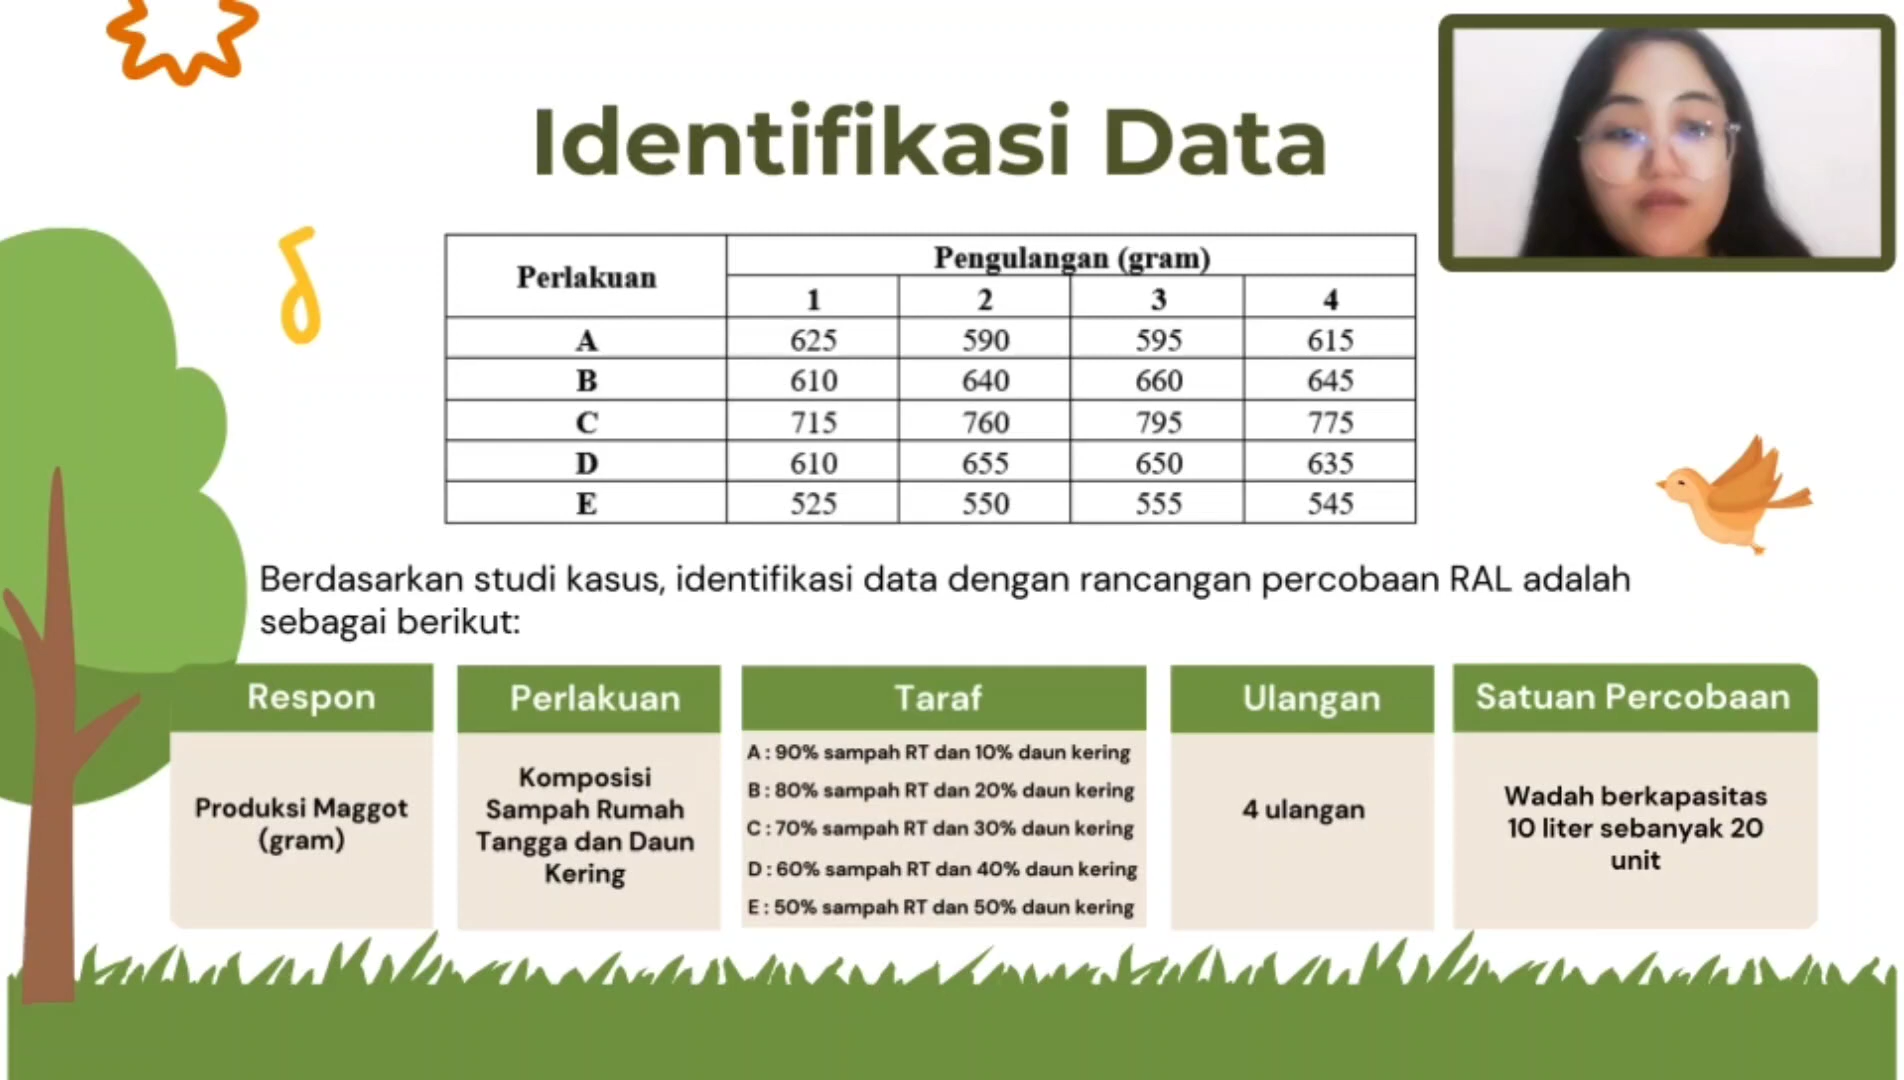 Identifikasi Data
Perlakuan
Pengulangan (gram)
1 2 3 4
A 625 590 595 615
B 610 640 660 645
C 715 760 795 775
D 610 655 650 635
E 525 550 555 545
Berdasarkan studi kasus, identifikasi data dengan rancangan percobaan RAL adalah
sebagai berikut:
Respon
Produksi Maggot
(gram)
Perlakuan
Komposisi
Sampah Rumah
Tangga dan Daun
Kering
Taraf
A : 90% sampah RT dan 10% daun kering
B : 80% sampah RT dan 20% daun kering
C : 70% sampah RT dan 30% daun kering
D : 60% sampah RT dan 40% daun kering
E : 50% sampah RT dan 50% daun kering
Ulangan
4 ulangan
Satuan Percobaan
Wadah berkapasitas
10 liter sebanyak 20
unit